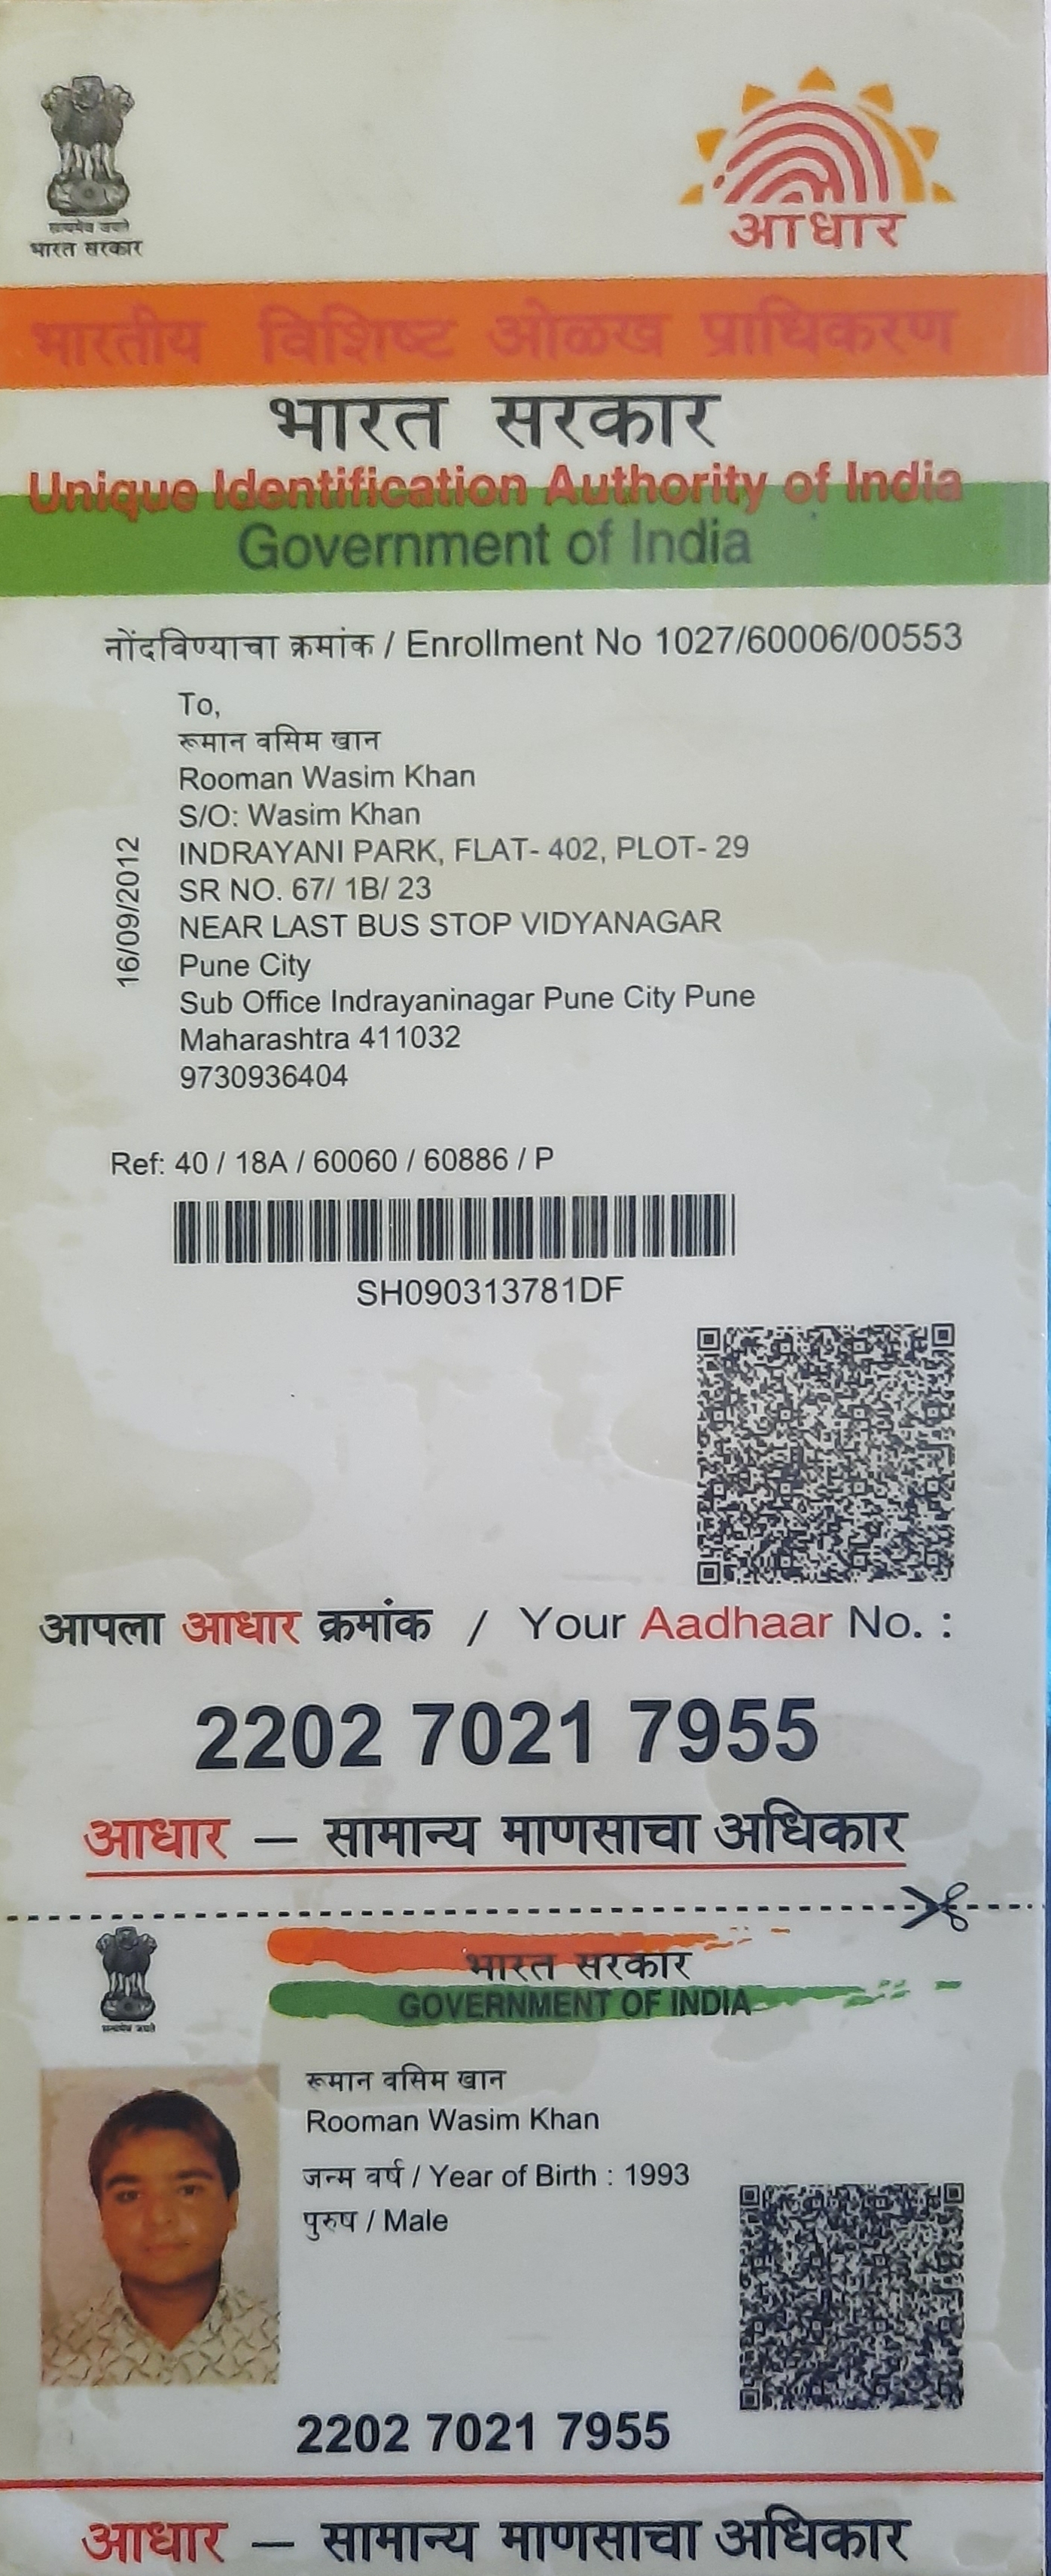 सत्यमेव जयते
भारत सरकार
आधार
भारतीय विशिष्ट ओळख प्राधिकरण
भारत सरकार
Unique Identification Authority of India
Government of India
नोंदविण्याचा क्रमांक / Enrollment No 1027/60006/00553
To,
रूमान वसिम खान
Rooman Wasim Khan
S/O: Wasim Khan
INDRAYANI PARK, FLAT- 402, PLOT- 29
SR NO. 67/ 1B/ 23
NEAR LAST BUS STOP VIDYANAGAR
Pune City
Sub Office Indrayaninagar Pune City Pune
Maharashtra 411032
9730936404
16/09/2012
Ref: 40 / 18A / 60060 / 60886 / P
SH090313781DF
आपला आधार क्रमांक / Your Aadhaar No. :
2202 7021 7955
आधार — सामान्य माणसाचा अधिकार
भारत सरकार
GOVERNMENT OF INDIA
सत्यमेव जयते
रूमान वसिम खान
Rooman Wasim Khan
जन्म वर्ष / Year of Birth : 1993
पुरुष / Male
2202 7021 7955
आधार — सामान्य माणसाचा अधिकार